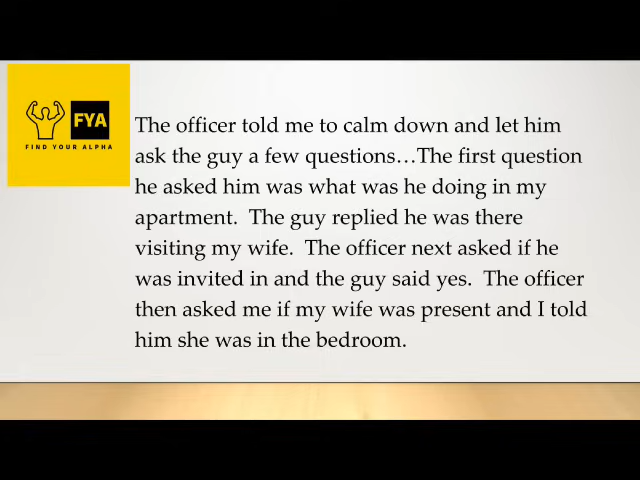 FYA
FIND YOUR ALPHA
The officer told me to calm down and let him
ask the guy a few questions…The first question
he asked him was what was he doing in my
apartment.  The guy replied he was there
visiting my wife.  The officer next asked if he
was invited in and the guy said yes.  The officer
then asked me if my wife was present and I told
him she was in the bedroom.